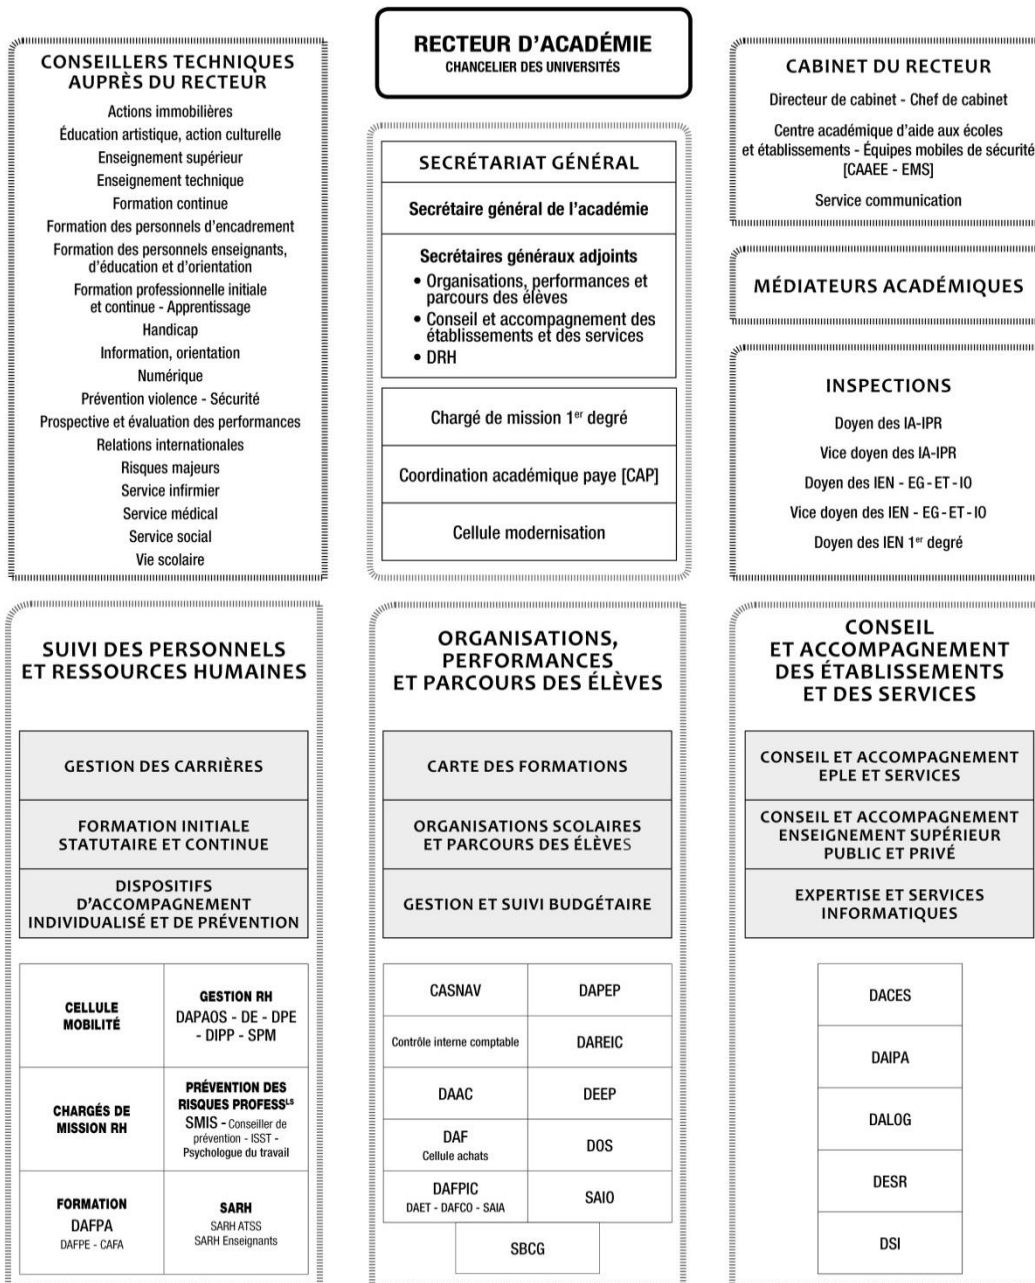 RECTEUR D'ACADÉMIE
CHANCELIER DES UNIVERSITÉS
CONSEILLERS TECHNIQUES
AUPRÈS DU RECTEUR
Actions immobilières
Éducation artistique, action culturelle
Enseignement supérieur
Enseignement technique
Formation continue
Formation des personnels d'encadrement
Formation des personnels enseignants,
d'éducation et d'orientation
Formation professionnelle initiale
et continue - Apprentissage
Handicap
Information, orientation
Numérique
Prévention violence - Sécurité
Prospective et évaluation des performances
Relations internationales
Risques majeurs
Service infirmier
Service médical
Service social
Vie scolaire
SECRÉTARIAT GÉNÉRAL
Secrétaire général de l'académie
Secrétaires généraux adjoints
• Organisations, performances et
parcours des élèves
• Conseil et accompagnement des
établissements et des services
• DRH
Chargé de mission 1er degré
Coordination académique paye [CAP]
Cellule modernisation
CABINET DU RECTEUR
Directeur de cabinet - Chef de cabinet
Centre académique d'aide aux écoles
et établissements - Équipes mobiles de sécurité
[CAAEE - EMS]
Service communication
MÉDIATEURS ACADÉMIQUES
INSPECTIONS
Doyen des IA-IPR
Vice doyen des IA-IPR
Doyen des IEN - EG - ET - IO
Vice doyen des IEN - EG - ET - IO
Doyen des IEN 1er degré
SUIVI DES PERSONNELS
ET RESSOURCES HUMAINES
GESTION DES CARRIÈRES
FORMATION INITIALE
STATUTAIRE ET CONTINUE
DISPOSITIFS
D'ACCOMPAGNEMENT
INDIVIDUALISÉ ET DE PRÉVENTION
CELLULE
MOBILITÉ
GESTION RH
DAPAOS - DE - DPE
- DIPP - SPM
CHARGÉS DE
MISSION RH
PRÉVENTION DES
RISQUES PROFESSLS
SMIS - Conseiller de
prévention - ISST -
Psychologue du travail
FORMATION
DAFPA
DAFPE - CAFA
SARH
SARH ATSS
SARH Enseignants
ORGANISATIONS,
PERFORMANCES
ET PARCOURS DES ÉLÈVES
CARTE DES FORMATIONS
ORGANISATIONS SCOLAIRES
ET PARCOURS DES ÉLÈVES
GESTION ET SUIVI BUDGÉTAIRE
CASNAV
DAPEP
Contrôle interne comptable
DAREIC
DAAC
DEEP
DAF
Cellule achats
DOS
DAFPIC
DAET - DAFCO - SAIA
SAIO
SBCG
CONSEIL
ET ACCOMPAGNEMENT
DES ÉTABLISSEMENTS
ET DES SERVICES
CONSEIL ET ACCOMPAGNEMENT
EPLE ET SERVICES
CONSEIL ET ACCOMPAGNEMENT
ENSEIGNEMENT SUPÉRIEUR
PUBLIC ET PRIVÉ
EXPERTISE ET SERVICES
INFORMATIQUES
DACES
DAIPA
DALOG
DESR
DSI